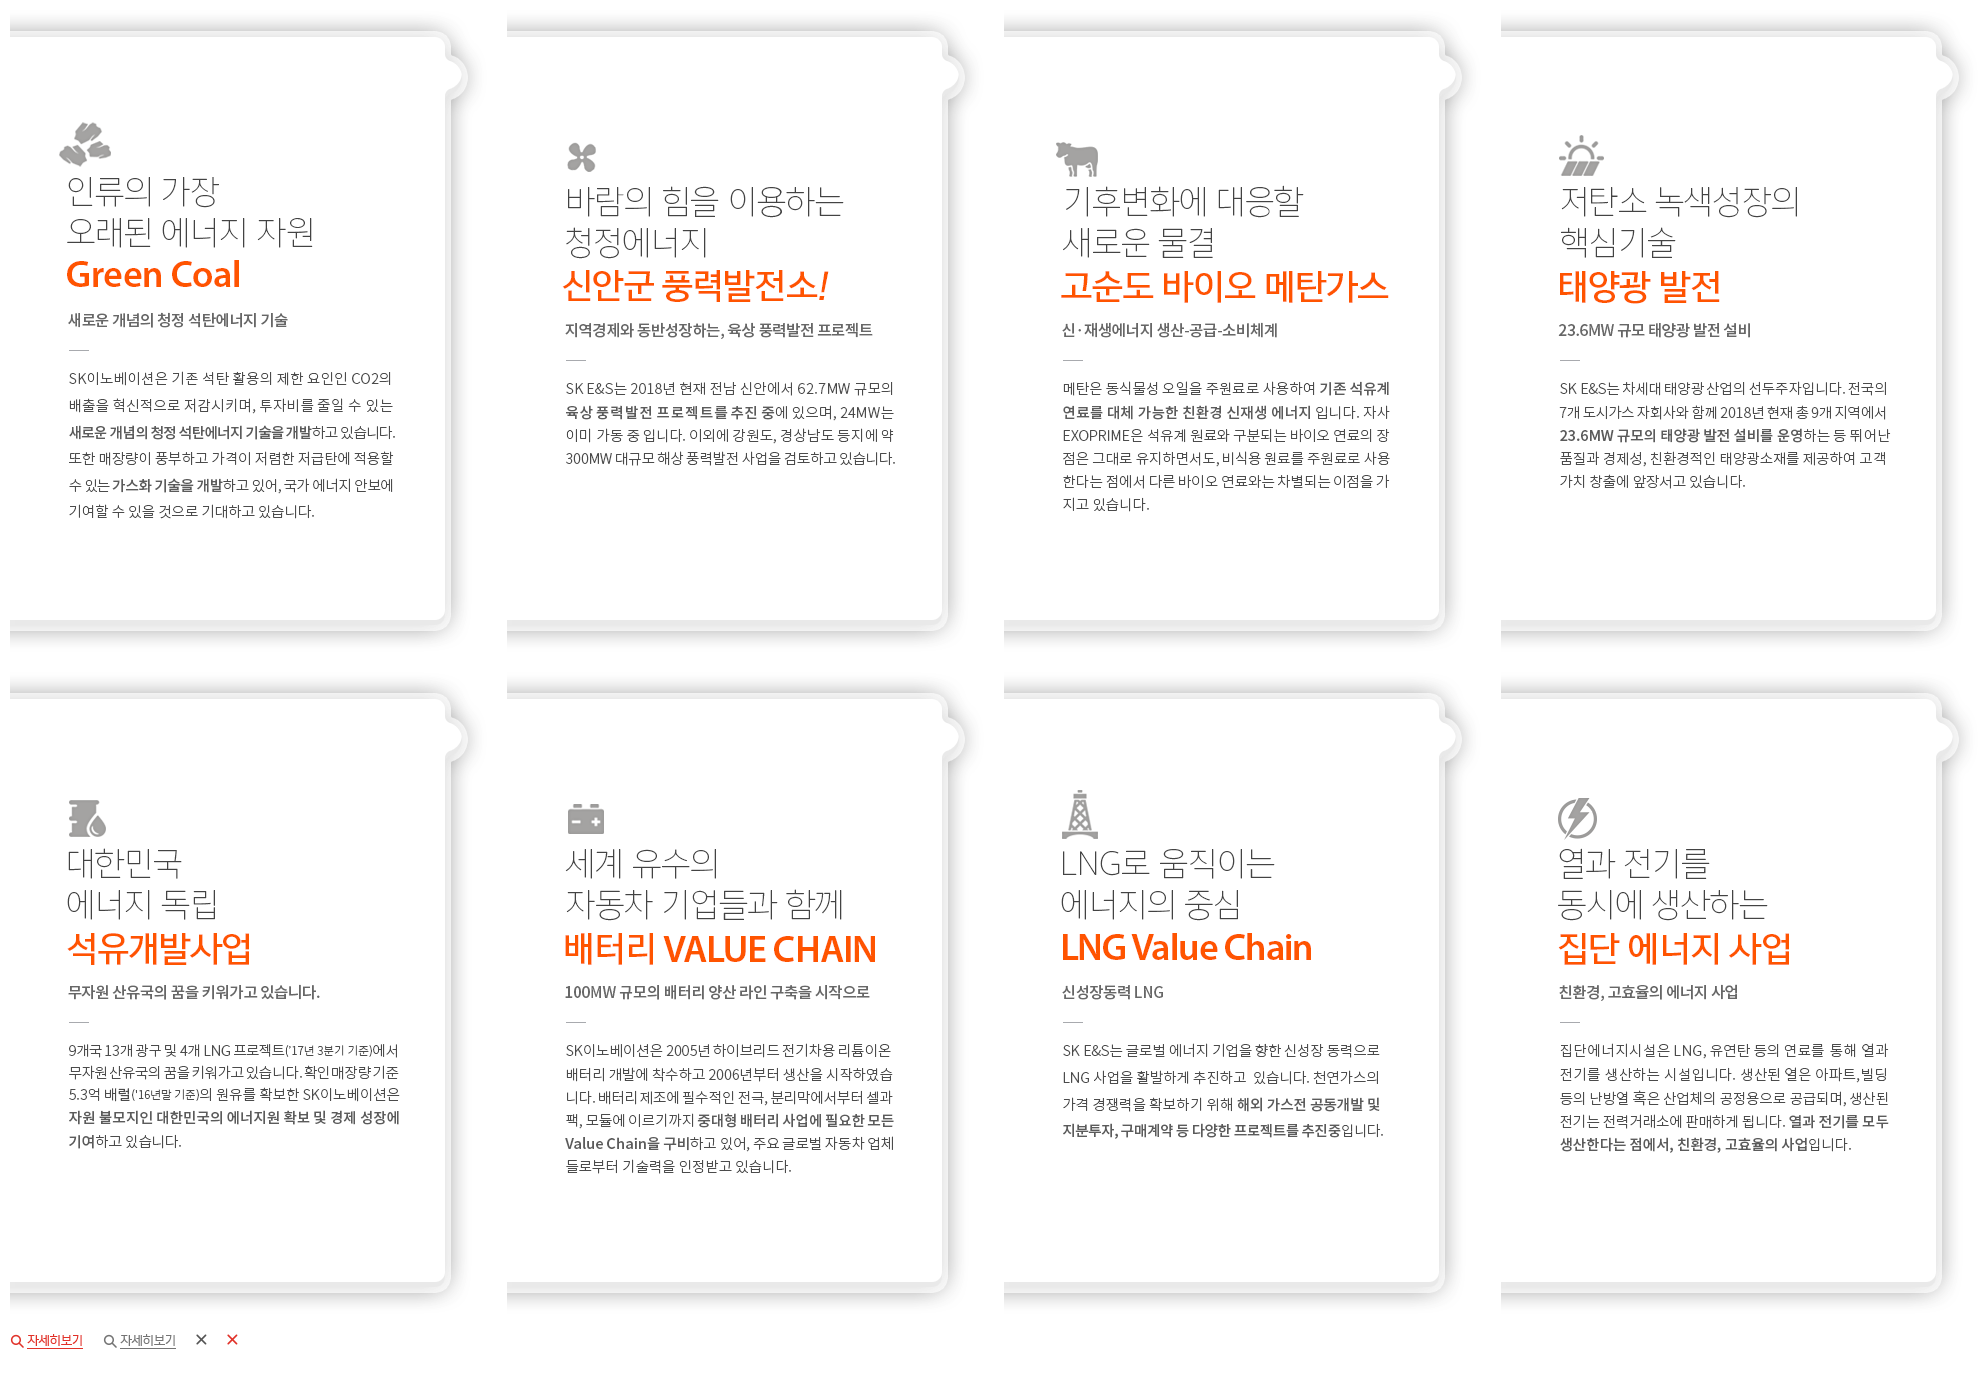 인류의 가장
오래된 에너지 자원
Green Coal
새로운 개념의 청정 석탄에너지 기술
SK이노베이션은 기존 석탄 활용의 제한 요인인 CO2의
배출을 혁신적으로 저감시키며, 투자비를 줄일 수 있는
새로운 개념의 청정 석탄에너지 기술을 개발하고 있습니다.
또한 매장량이 풍부하고 가격이 저렴한 저급탄에 적용할
수 있는 가스화 기술을 개발하고 있어, 국가 에너지 안보에
기여할 수 있을 것으로 기대하고 있습니다.
바람의 힘을 이용하는
청정에너지
신안군 풍력발전소!
지역경제와 동반성장하는, 육상 풍력발전 프로젝트
SK E&S는 2018년 현재 전남 신안에서 62.7MW 규모의
육상 풍력발전 프로젝트를 추진 중에 있으며, 24MW는
이미 가동 중 입니다. 이외에 강원도, 경상남도 등지에 약
300MW 대규모 해상 풍력발전 사업을 검토하고 있습니다.
기후변화에 대응할
새로운 물결
고순도 바이오 메탄가스
신·재생에너지 생산-공급-소비체계
메탄은 동식물성 오일을 주원료로 사용하여 기존 석유계
연료를 대체 가능한 친환경 신재생 에너지 입니다. 자사
EXOPRIME은 석유계 원료와 구분되는 바이오 연료의 장
점은 그대로 유지하면서도, 비식용 원료를 주원료로 사용
한다는 점에서 다른 바이오 연료와는 차별되는 이점을 가
지고 있습니다.
저탄소 녹색성장의
핵심기술
태양광 발전
23.6MW 규모 태양광 발전 설비
SK E&S는 차세대 태양광 산업의 선두주자입니다. 전국의
7개 도시가스 자회사와 함께 2018년 현재 총 9개 지역에서
23.6MW 규모의 태양광 발전 설비를 운영하는 등 뛰어난
품질과 경제성, 친환경적인 태양광소재를 제공하여 고객
가치 창출에 앞장서고 있습니다.
대한민국
에너지 독립
석유개발사업
무자원 산유국의 꿈을 키워가고 있습니다.
9개국 13개 광구 및 4개 LNG 프로젝트('17년 3분기 기준)에서
무자원 산유국의 꿈을 키워가고 있습니다. 확인 매장량 기준
5.3억 배럴('16년말 기준)의 원유를 확보한 SK이노베이션은
자원 불모지인 대한민국의 에너지원 확보 및 경제 성장에
기여하고 있습니다.
세계 유수의
자동차 기업들과 함께
배터리 VALUE CHAIN
100MW 규모의 배터리 양산 라인 구축을 시작으로
SK이노베이션은 2005년 하이브리드 전기차용 리튬이온
배터리 개발에 착수하고 2006년부터 생산을 시작하였습
니다. 배터리 제조에 필수적인 전극, 분리막에서부터 셀과
팩, 모듈에 이르기까지 중대형 배터리 사업에 필요한 모든
Value Chain을 구비하고 있어, 주요 글로벌 자동차 업체
들로부터 기술력을 인정받고 있습니다.
LNG로 움직이는
에너지의 중심
LNG Value Chain
신성장동력 LNG
SK E&S는 글로벌 에너지 기업을 향한 신성장 동력으로
LNG 사업을 활발하게 추진하고 있습니다. 천연가스의
가격 경쟁력을 확보하기 위해 해외 가스전 공동개발 및
지분투자, 구매계약 등 다양한 프로젝트를 추진중입니다.
열과 전기를
동시에 생산하는
집단 에너지 사업
친환경, 고효율의 에너지 사업
집단에너지시설은 LNG, 유연탄 등의 연료를 통해 열과
전기를 생산하는 시설입니다. 생산된 열은 아파트,빌딩
등의 난방열 혹은 산업체의 공정용으로 공급되며, 생산된
전기는 전력거래소에 판매하게 됩니다. 열과 전기를 모두
생산한다는 점에서, 친환경, 고효율의 사업입니다.
자세히보기
자세히보기